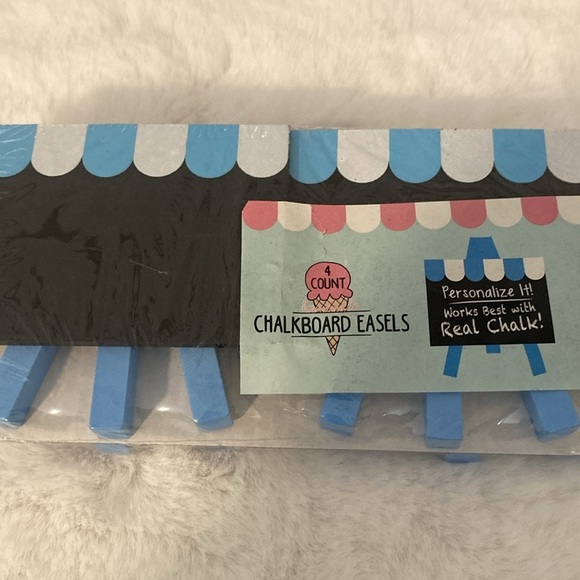 4
COUNT
CHALKBOARD EASELS
Personalize It!
Works Best with
Real Chalk!